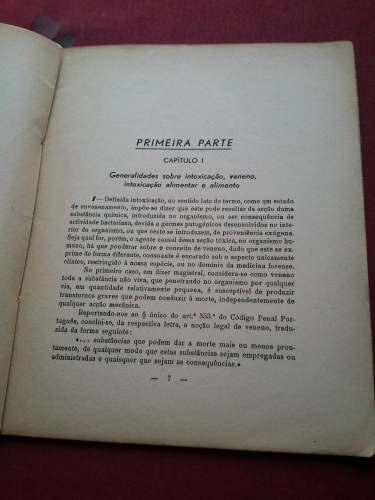 PRIMEIRA PARTE
CAPÍTULO I
Generalidades sobre intoxicação, veneno,
intoxicação alimentar e alimento
1 — Definida intoxicação, no sentido lato do termo, como um estado
de envenenamento, impõe-se dizer que este pode resultar da acção duma
substância química, introduzida no organismo, ou ser consequência de
actividade bacteriana, devida a germes patogénicos desenvolvidos no inte-
rior do organismo, ou que neste se introduzem, de proveniência exógena.
Seja qual for, porém, o agente causal dessa acção tóxica, no organismo hu-
mano, há que ponderar sobre o conceito de veneno, dado que se ex-
prime de forma diferente, consoante é encarado sob o aspecto unicamente
clínico, restrigido à nossa espécie, ou no domínio da medicina forense.
No primeiro caso, em dizer magistral, considera-se como veneno
toda a substância não viva, que penetrando no organismo por qualquer
via, em quantidade relativamente pequena, é susceptível de produzir
transtornos graves que podem conduzir à morte, independentemente de
qualquer acção mecânica.
Reportando-nos ao § único do art.º 353.º do Código Penal Por-
tuguês, conclui-se, da respectiva letra, a noção legal de veneno, tradu-
zida da forma seguinte:
«... substâncias que podem dar a morte mais ou menos pron-
tamente, de qualquer modo que estas substâncias sejam empregadas ou
administradas e quaisquer que sejam as consequências.»
— 7 —